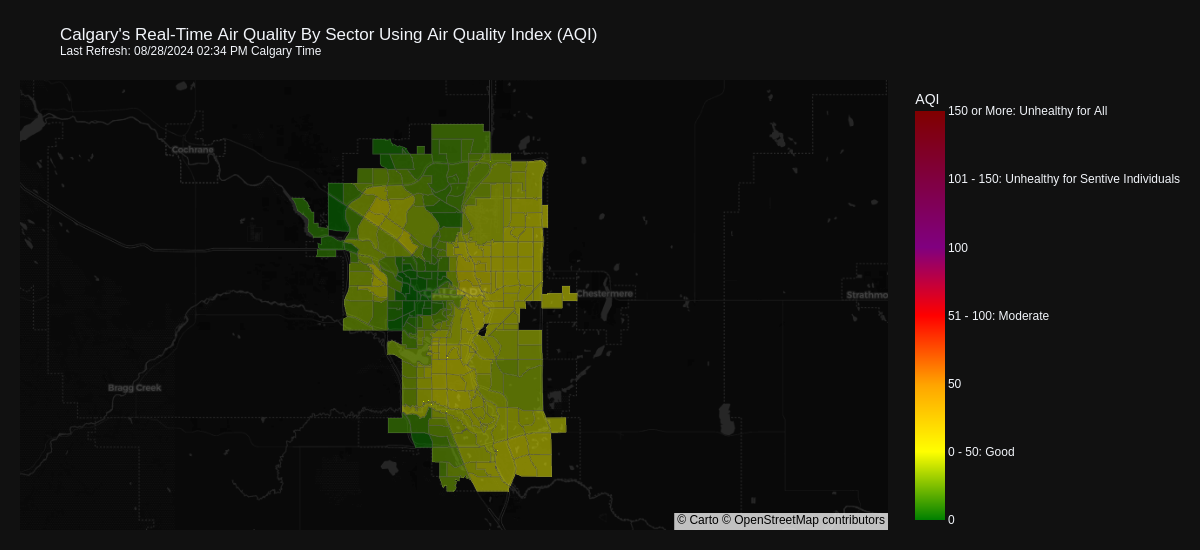 Calgary's Real-Time Air Quality By Sector Using Air Quality Index (AQI)
Last Refresh: 08/28/2024 02:34 PM Calgary Time
AQI
150 or More: Unhealthy for All
101 - 150: Unhealthy for Sentive Individuals
100
51 - 100: Moderate
50
0 - 50: Good
0
Cochrane
CALGARY
Chestermere
Strathmo
Bragg Creek
© Carto © OpenStreetMap contributors